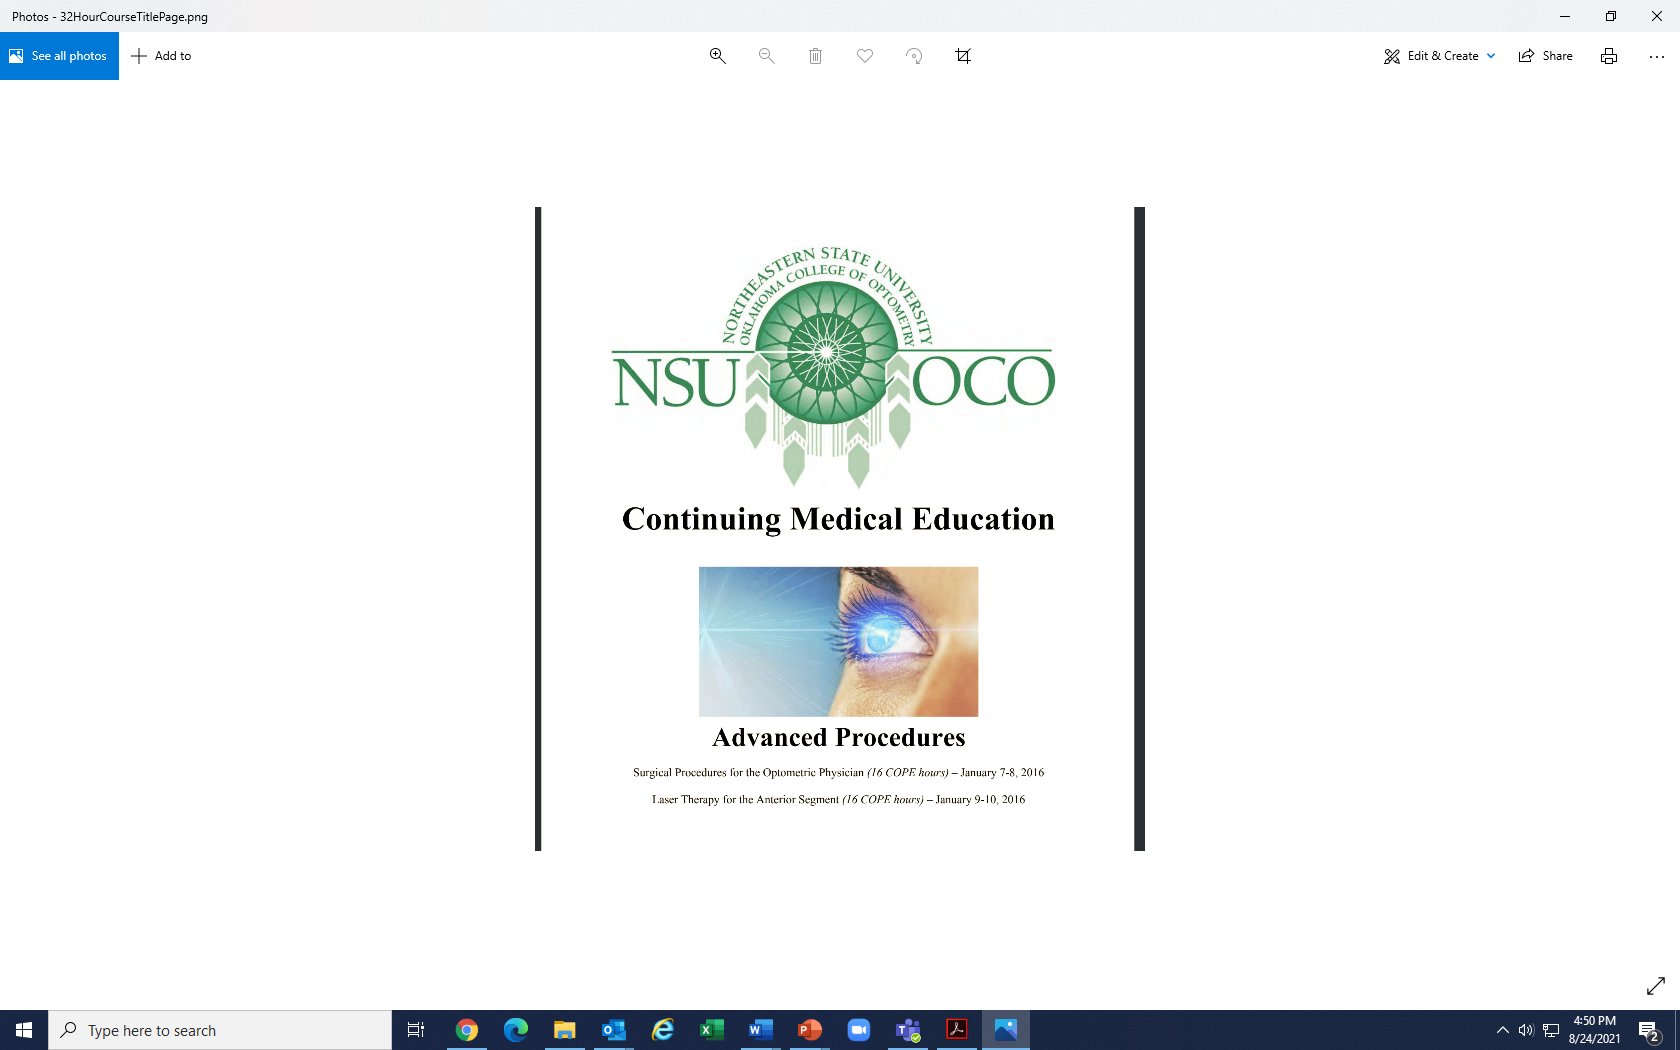 Photos - 32HourCourseTitlePage.png
See all photos
Add to
Edit & Create
Share
NORTHEASTERN STATE UNIVERSITY
OKLAHOMA COLLEGE OF OPTOMETRY
NSU OCO
Continuing Medical Education
Advanced Procedures
Surgical Procedures for the Optometric Physician (16 COPE hours) – January 7-8, 2016
Laser Therapy for the Anterior Segment (16 COPE hours) – January 9-10, 2016
Type here to search
4:50 PM
8/24/2021
2